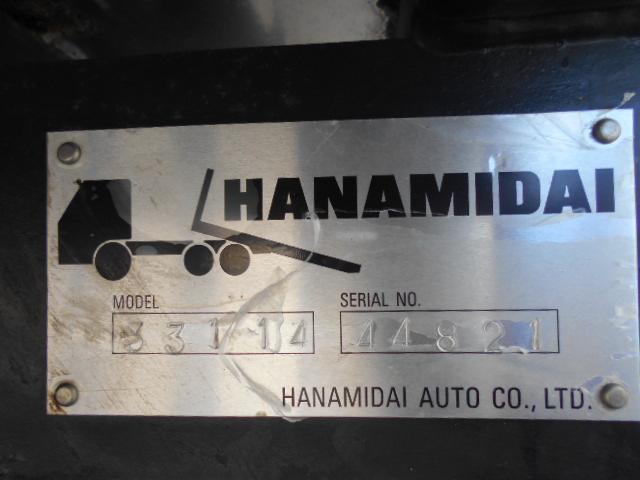 HANAMIDAI
MODEL
33114
SERIAL NO.
44821
HANAMIDAI AUTO CO., LTD.